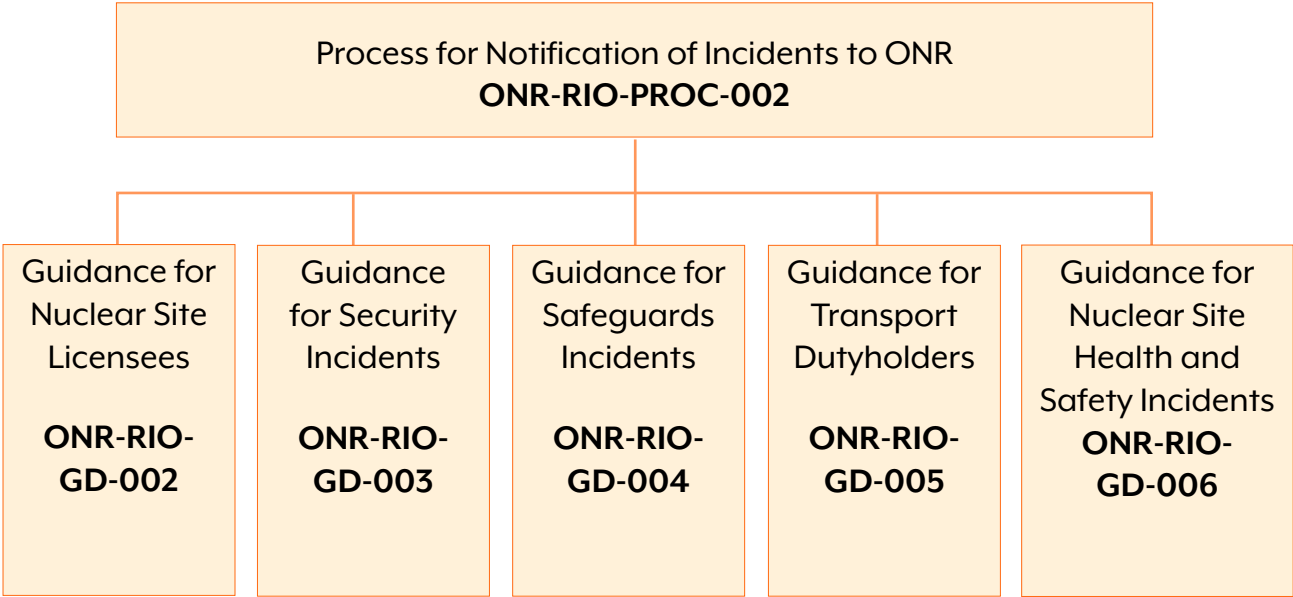 Process for Notification of Incidents to ONR
ONR-RIO-PROC-002
Guidance for
Nuclear Site
Licensees
ONR-RIO-
GD-002
Guidance
for Security
Incidents
ONR-RIO-
GD-003
Guidance for
Safeguards
Incidents
ONR-RIO-
GD-004
Guidance for
Transport
Dutyholders
ONR-RIO-
GD-005
Guidance for
Nuclear Site
Health and
Safety Incidents
ONR-RIO-
GD-006